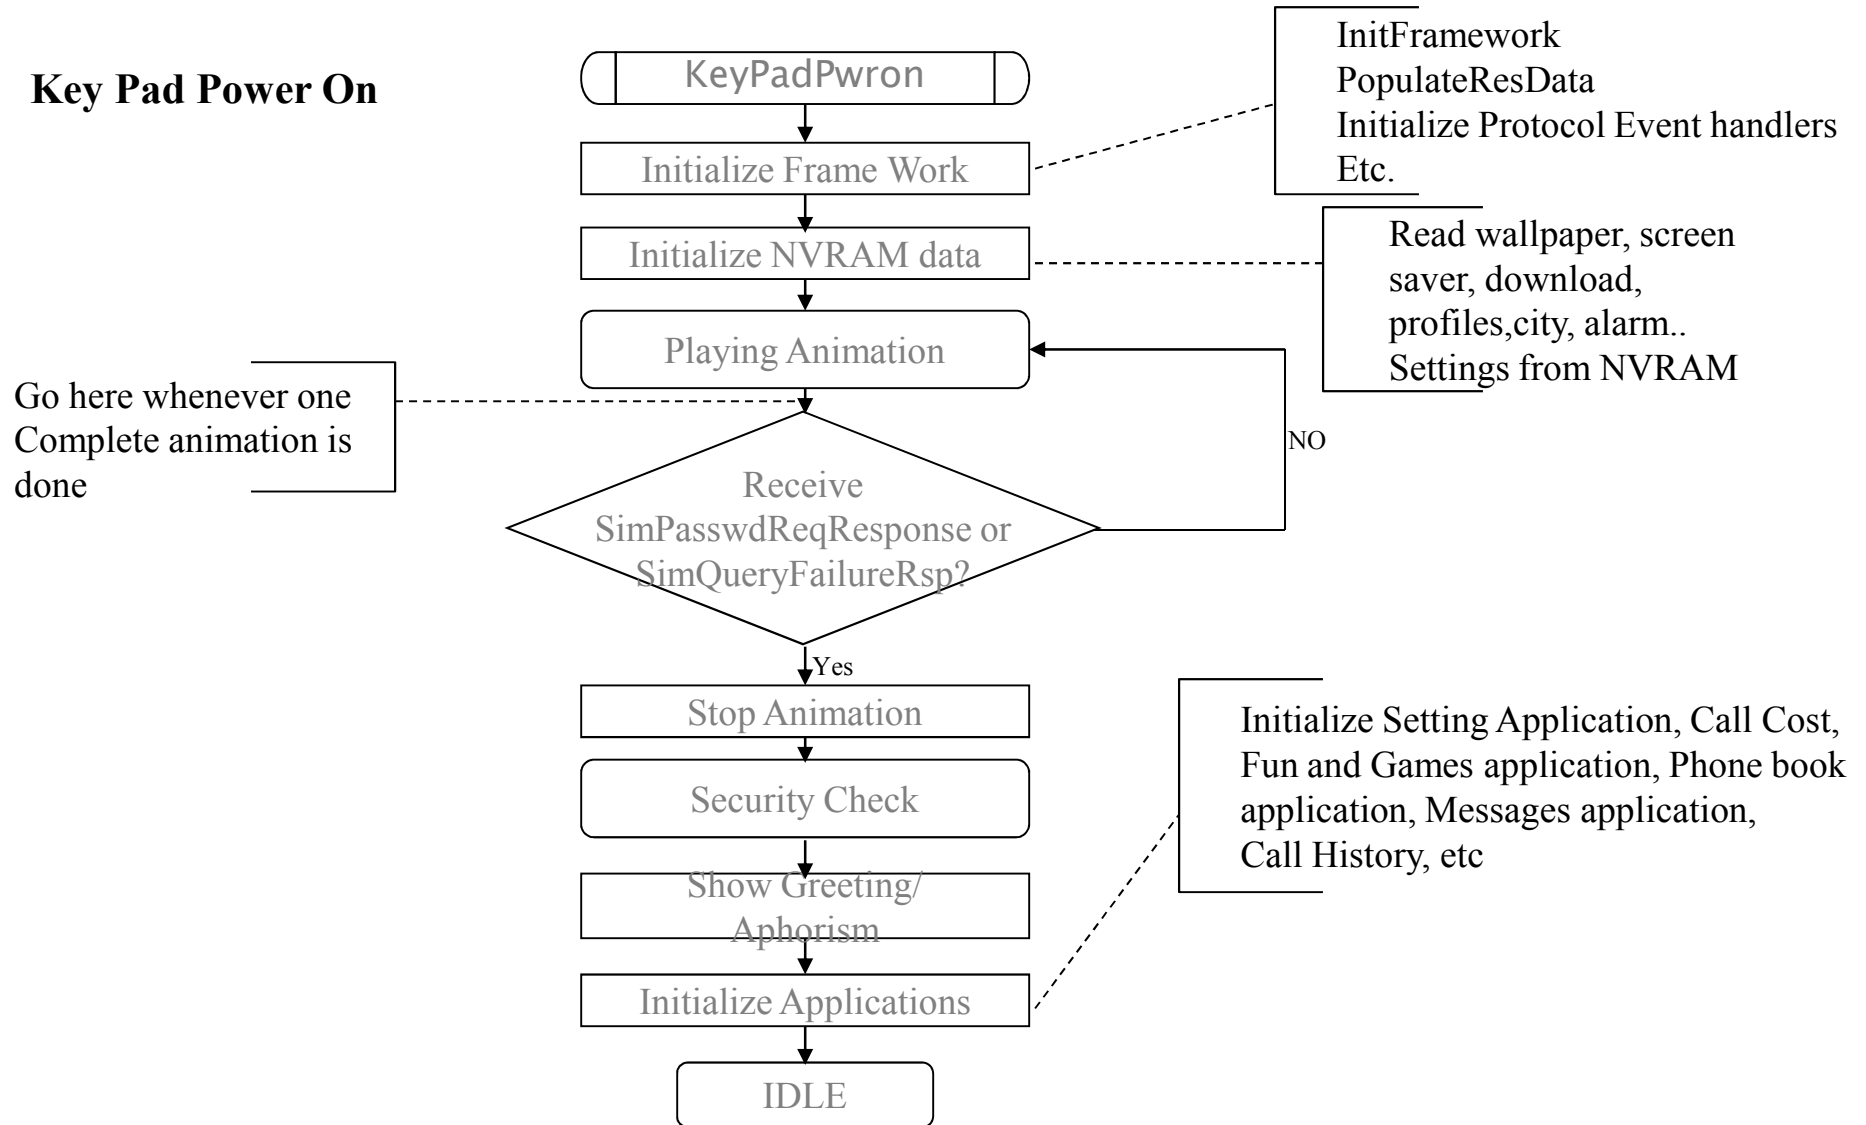 Key Pad Power On
KeyPadPwron
InitFramework
PopulateResData
Initialize Protocol Event handlers
Etc.
Initialize Frame Work
Initialize NVRAM data
Read wallpaper, screen
saver, download,
profiles,city, alarm..
Settings from NVRAM
Playing Animation
Go here whenever one
Complete animation is
done
NO
Receive
SimPasswdReqResponse or
SimQueryFailureRsp?
Yes
Stop Animation
Security Check
Initialize Setting Application, Call Cost,
Fun and Games application, Phone book
application, Messages application,
Call History, etc
Show Greeting/
Aphorism
Initialize Applications
IDLE